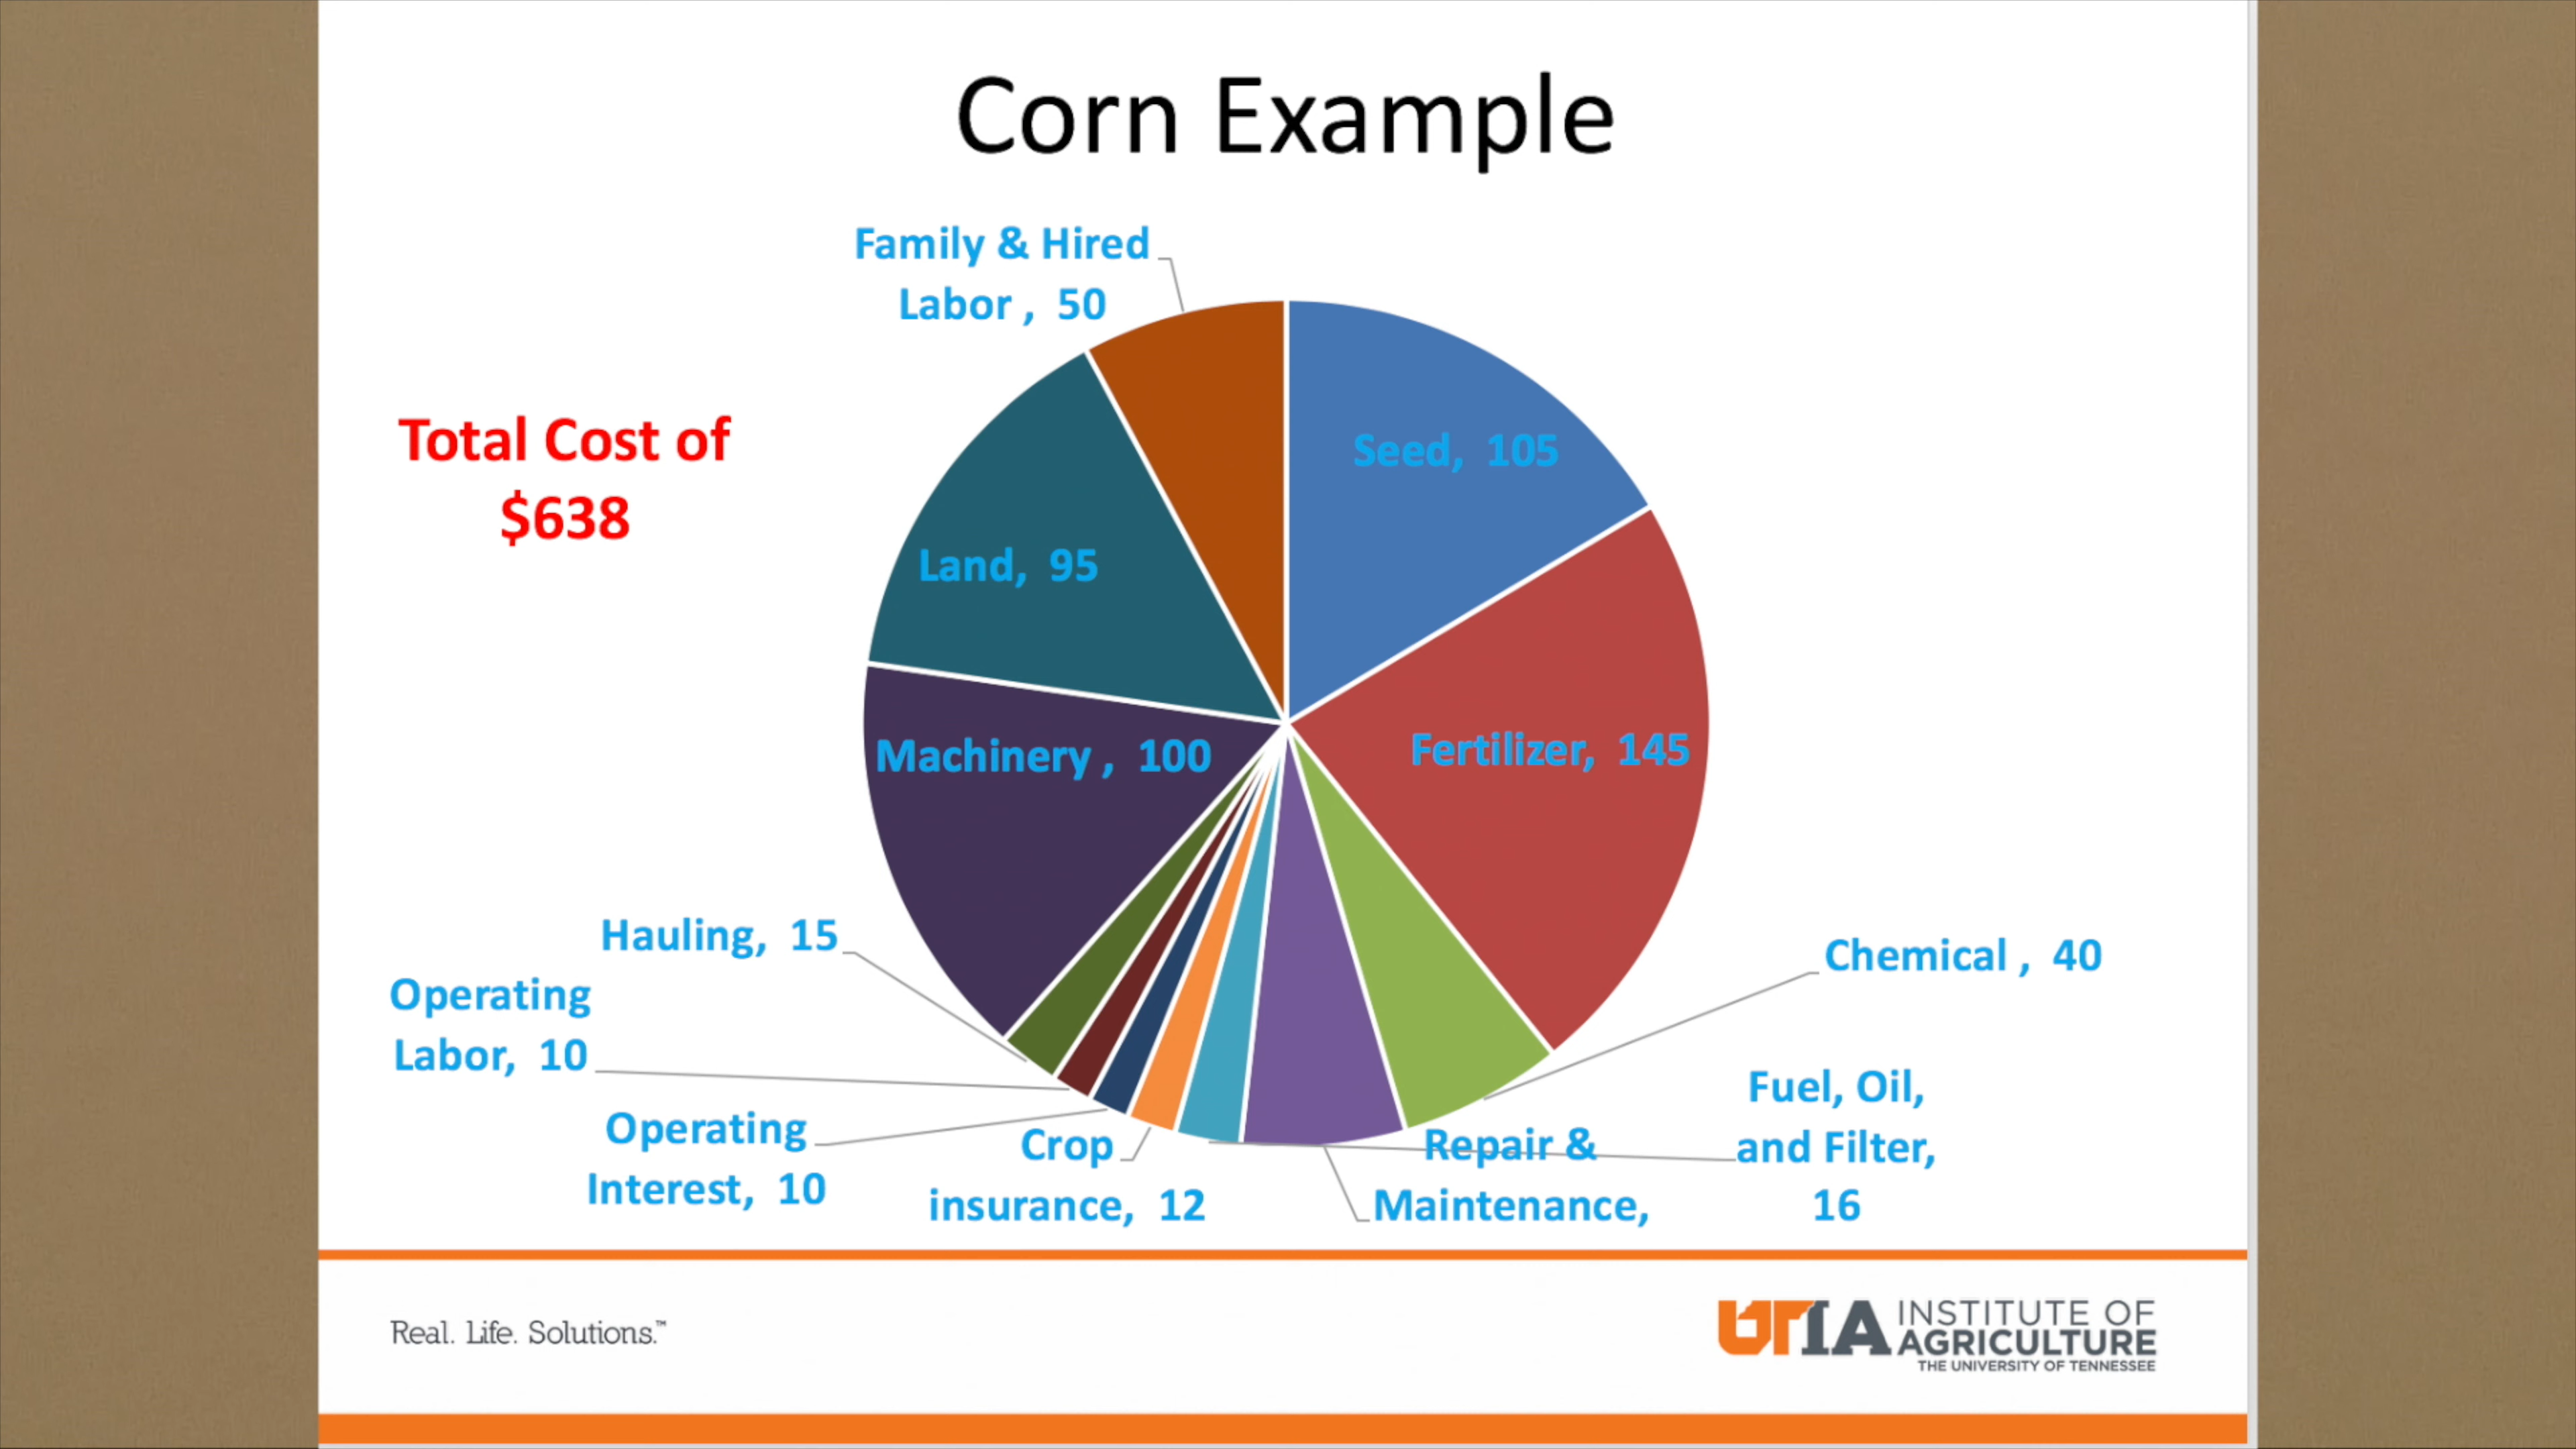 Corn Example
Family & Hired
Labor , 50
Total Cost of
$638
Seed, 105
Land, 95
Fertilizer, 145
Machinery , 100
Hauling, 15
Chemical , 40
Operating
Labor, 10
Fuel, Oil,
and Filter,
16
Operating
Interest, 10
Crop
insurance, 12
Repair &
Maintenance,
Real. Life. Solutions.™
UTIA INSTITUTE OF
AGRICULTURE
THE UNIVERSITY OF TENNESSEE